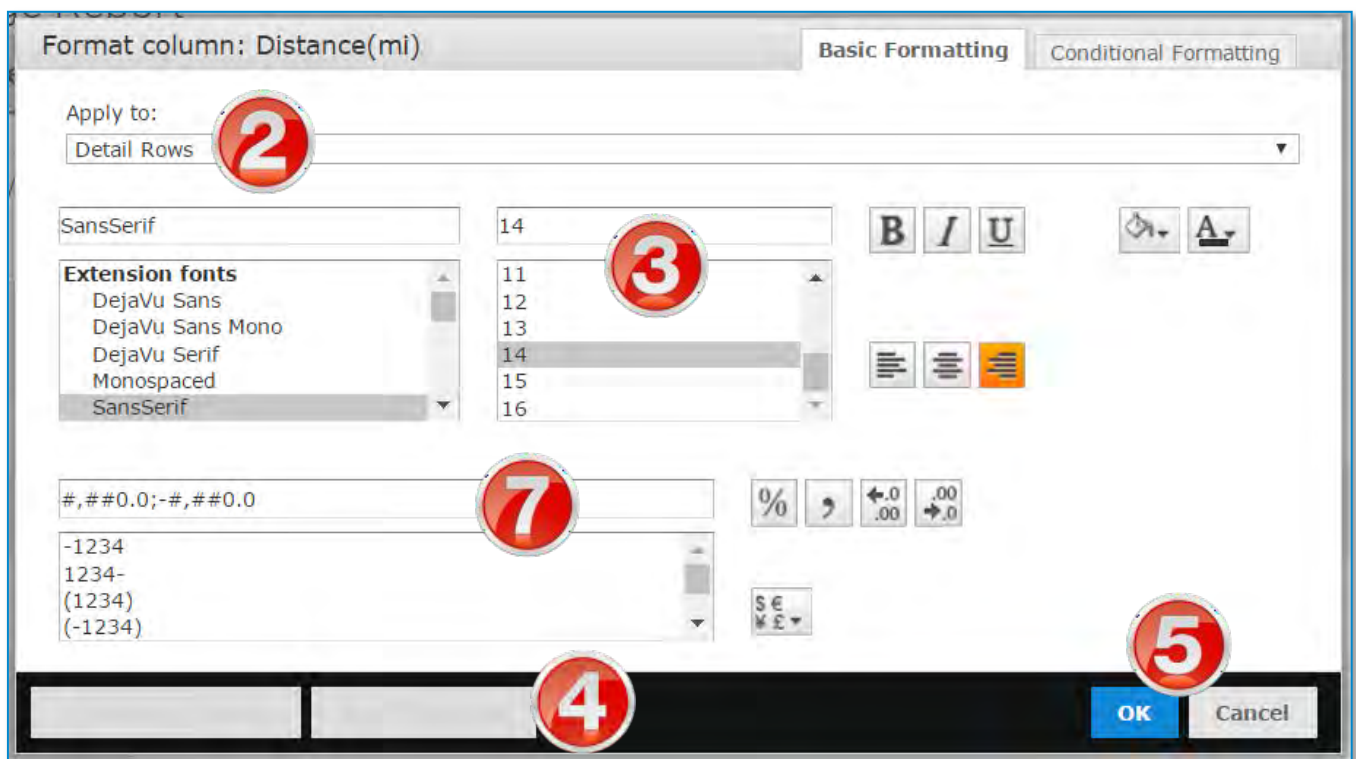 Format column: Distance(mi)
Basic Formatting
Conditional Formatting
Apply to:
2
Detail Rows
SansSerif
14
B I U
A
3
Extension fonts
DejaVu Sans
DejaVu Sans Mono
DejaVu Serif
Monospaced
SansSerif
11
12
13
14
15
16
7
#,##0.0;-#,##0.0
% , ←.0 .00 .00 →.0
-1234
1234-
(1234)
(-1234)
$ €
¥ £
5
4
OK
Cancel